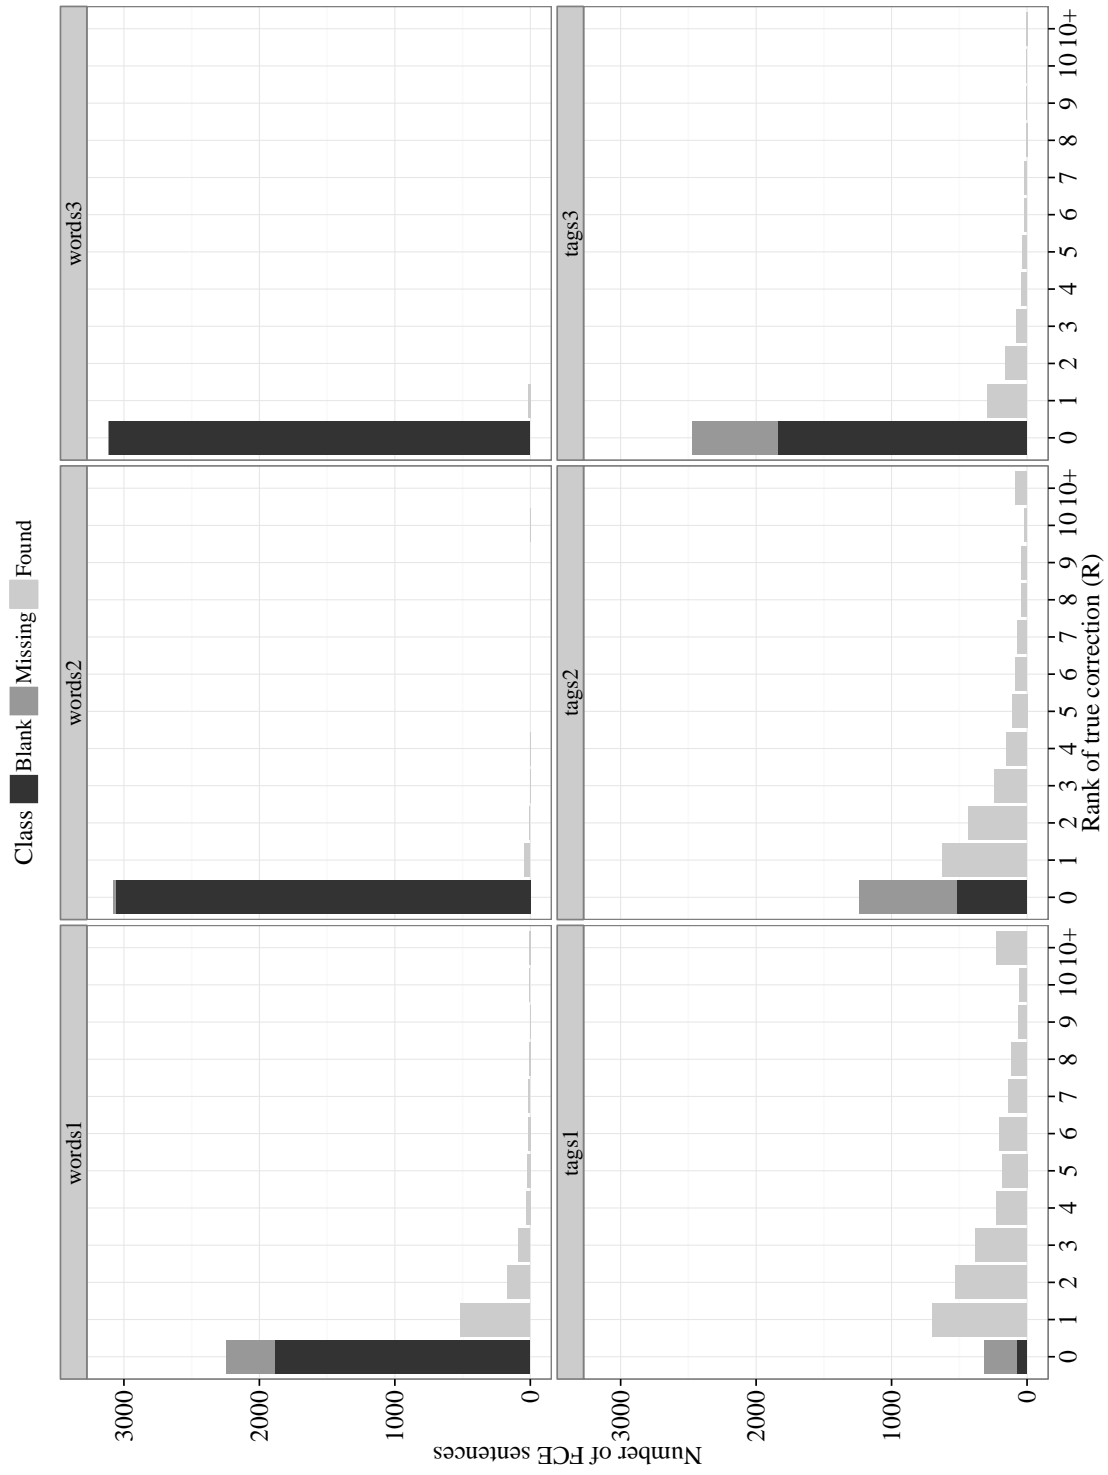 Class Blank Missing Found
words1 words2 words3
3000
2000
1000
0
tags1 tags2 tags3
3000
2000
1000
0
0 1 2 3 4 5 6 7 8 9 10 10+ 0 1 2 3 4 5 6 7 8 9 10 10+ 0 1 2 3 4 5 6 7 8 9 10 10+
Rank of true correction (R)
Number of FCE sentences